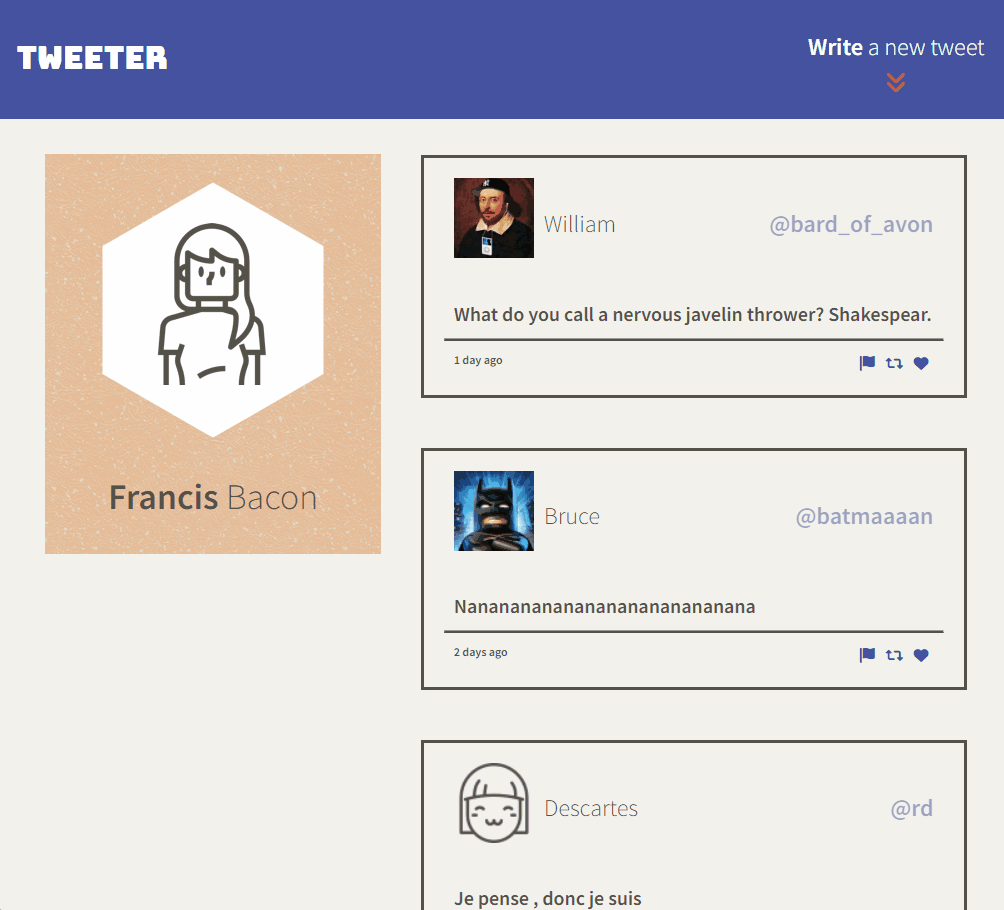 TWEETER
Write a new tweet
Francis Bacon
William
@bard_of_avon
What do you call a nervous javelin thrower? Shakespear.
1 day ago
Bruce
@batmaaaan
Nanananananananananananana
2 days ago
Descartes
@rd
Je pense , donc je suis